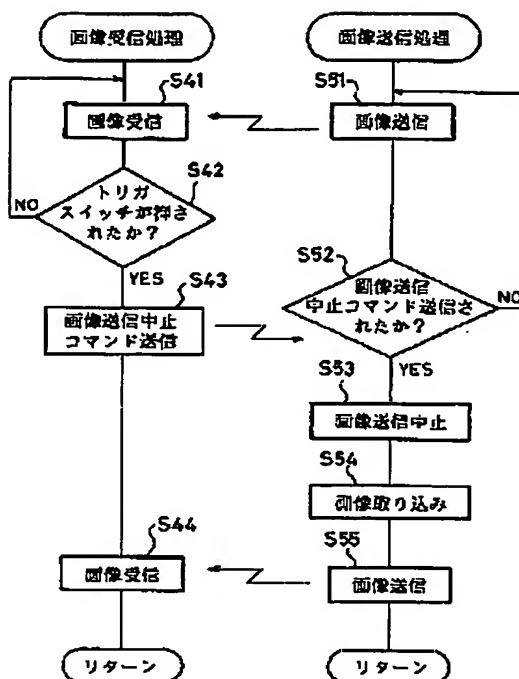 画像受信処理
S41
画像受信
S42
トリガ
スイッチが押さ
れたか？
NO
YES
S43
画像送信中止
コマンド送信
S44
画像受信
リターン
画像送信処理
S51
画像送信
S52
画像送信
中止コマンド送信さ
れたか？
NO
YES
S53
画像送信中止
S54
画像取り込み
S55
画像送信
リターン